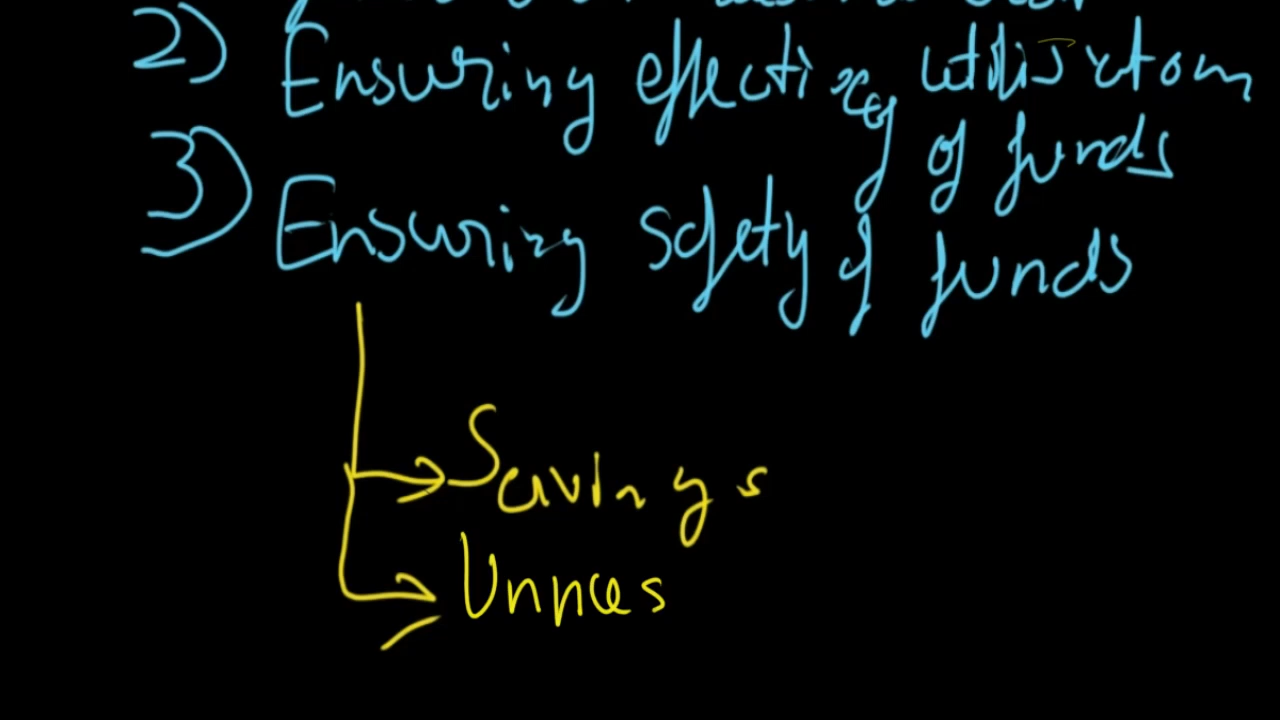 2) Ensuring effective utilisation
of funds
3) Ensuring safety of funds
Savings
Unnces